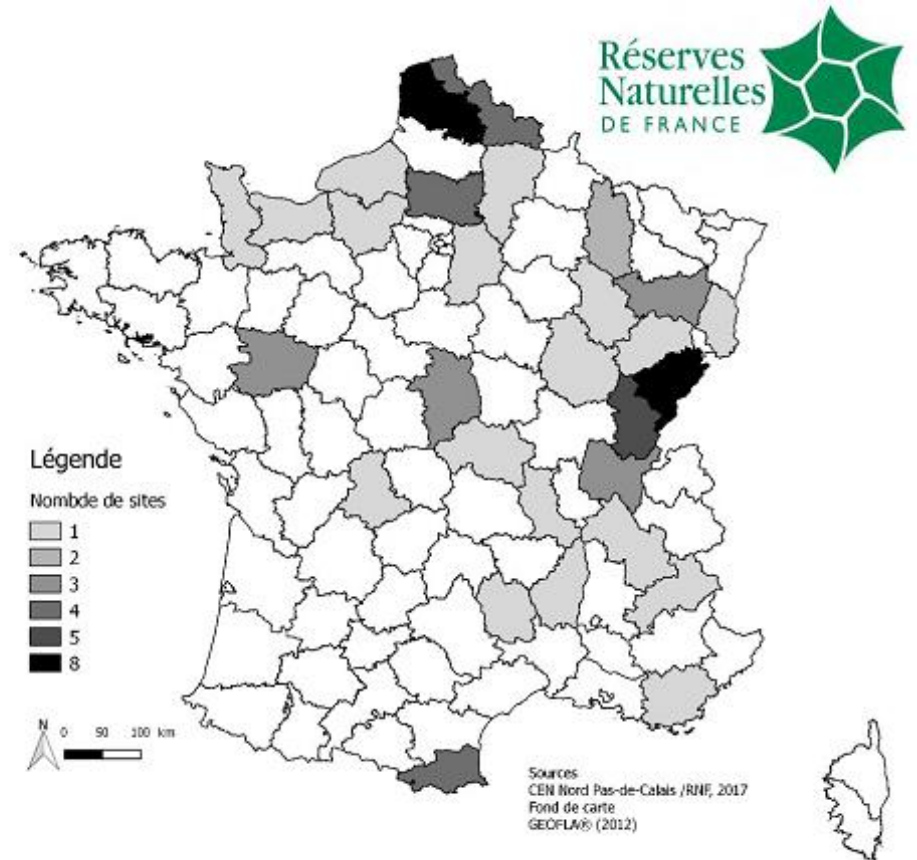 Réserves
Naturelles
DE FRANCE
Légende
Nombde de sites
1
2
3
4
5
8
N
0 50 100 km
Sources
CEN Nord Pas-de-Calais /RNF, 2017
Fond de carte
GEOFLA® (2012)